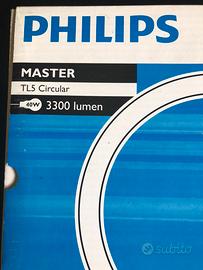 PHILIPS
MASTER
TL5 Circular
40W 3300 lumen
subito